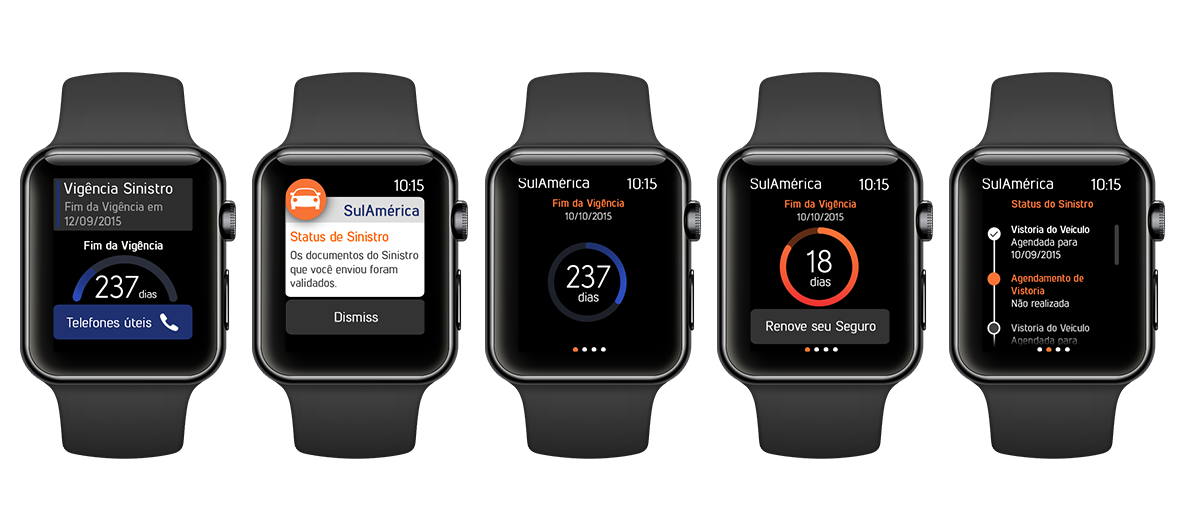 Vigência Sinistro
Fim da Vigência em
12/09/2015
Fim da Vigência
237 dias
Telefones úteis
10:15
SulAmérica
Status de Sinistro
Os documentos do Sinistro
que você enviou foram
validados.
Dismiss
SulAmérica 10:15
Fim da Vigência
10/10/2015
237
dias
SulAmérica 10:15
Fim da Vigência
10/10/2015
18
dias
Renove seu Seguro
SulAmérica 10:15
Status do Sinistro
Vistoria do Veículo
Agendada para
10/09/2015
Agendamento de
Vistoria
Não realizada
Vistoria do Veículo
Agendada para